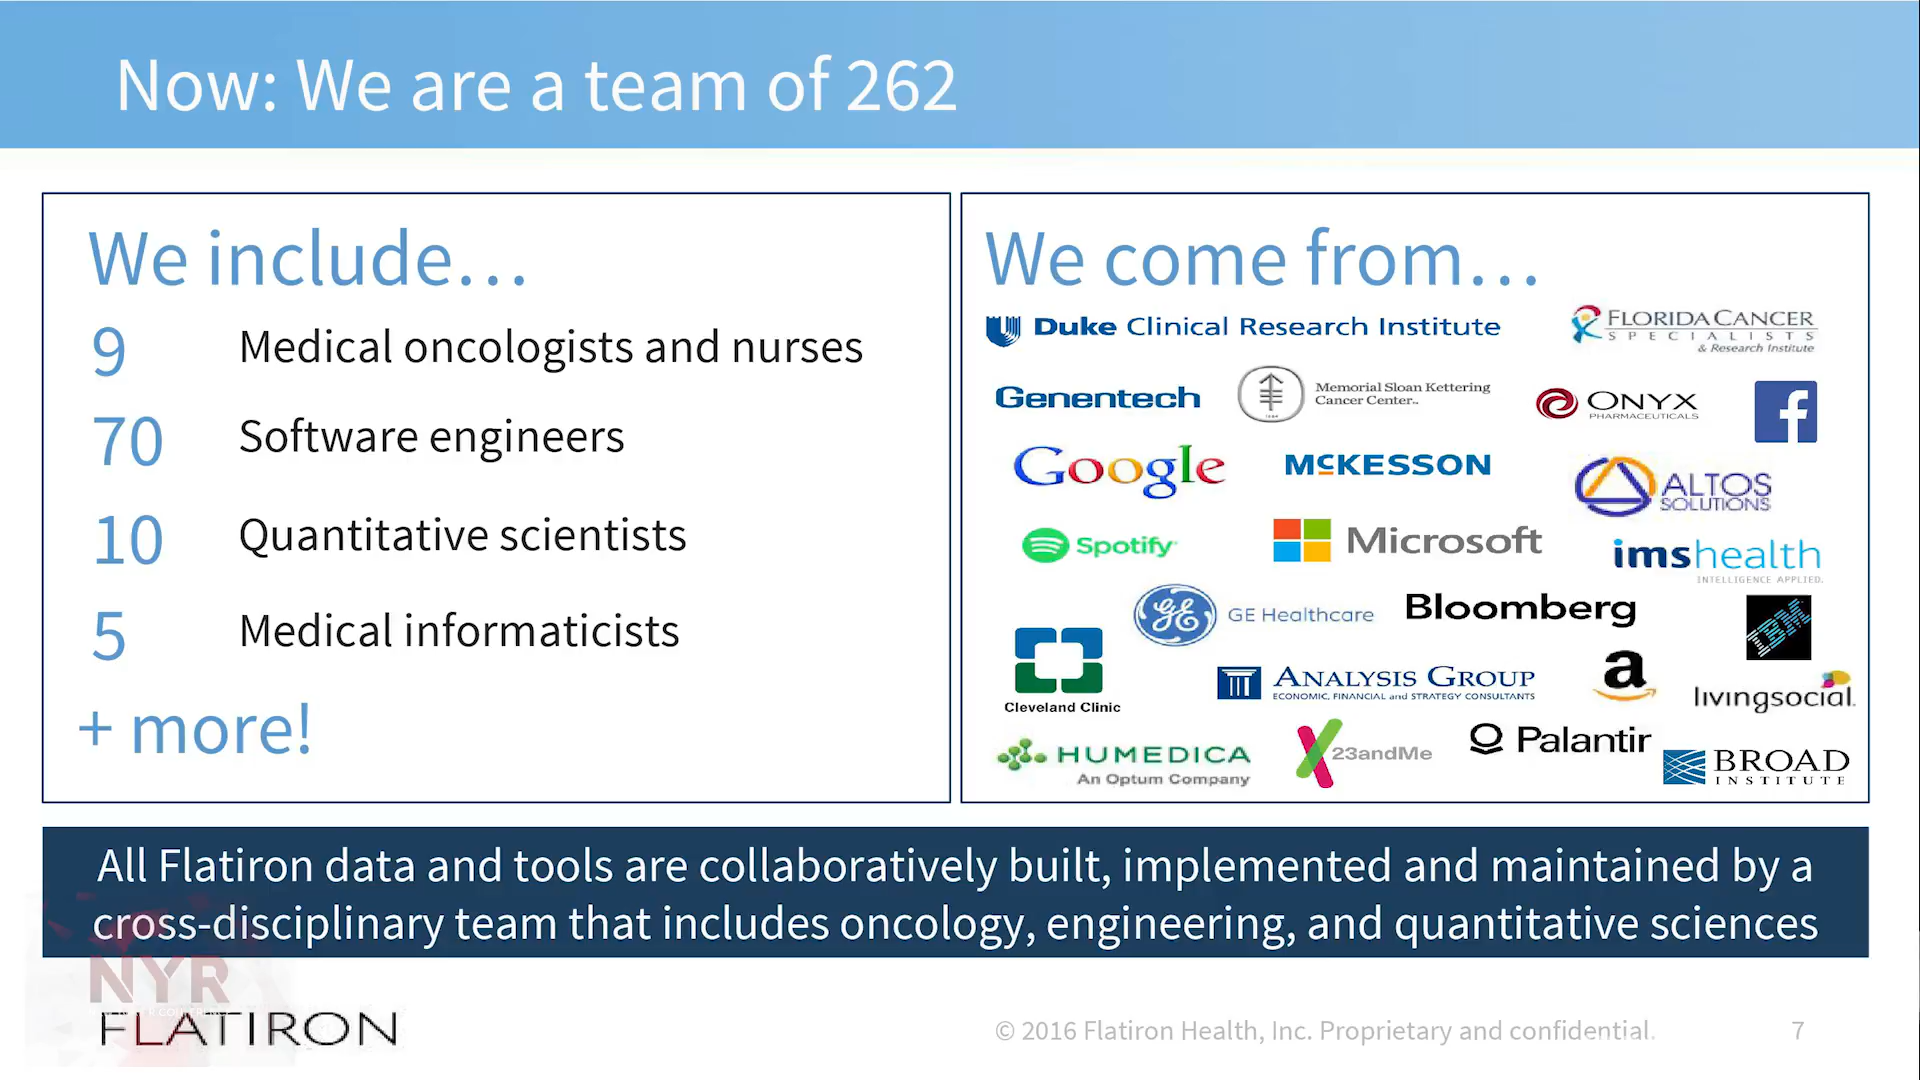 Now: We are a team of 262
We include…
9 Medical oncologists and nurses
70 Software engineers
10 Quantitative scientists
5 Medical informaticists
+ more!
We come from…
Duke Clinical Research Institute
FLORIDA CANCER
SPECIALISTS
& Research Institute
Genentech
Memorial Sloan Kettering
Cancer Center
ONYX
PHARMACEUTICALS
f
Google
MCKESSON
ALTOS
SOLUTIONS
Spotify
Microsoft
imshealth
INTELLIGENCE APPLIED.
GE Healthcare
Bloomberg
IBM
Cleveland Clinic
ANALYSIS GROUP
ECONOMIC, FINANCIAL and STRATEGY CONSULTANTS
a
livingsocial.
HUMEDICA
An Optum Company
23andMe
Palantir
BROAD
INSTITUTE
All Flatiron data and tools are collaboratively built, implemented and maintained by a
cross-disciplinary team that includes oncology, engineering, and quantitative sciences
NYR
FLATIRON
© 2016 Flatiron Health, Inc. Proprietary and confidential.
7